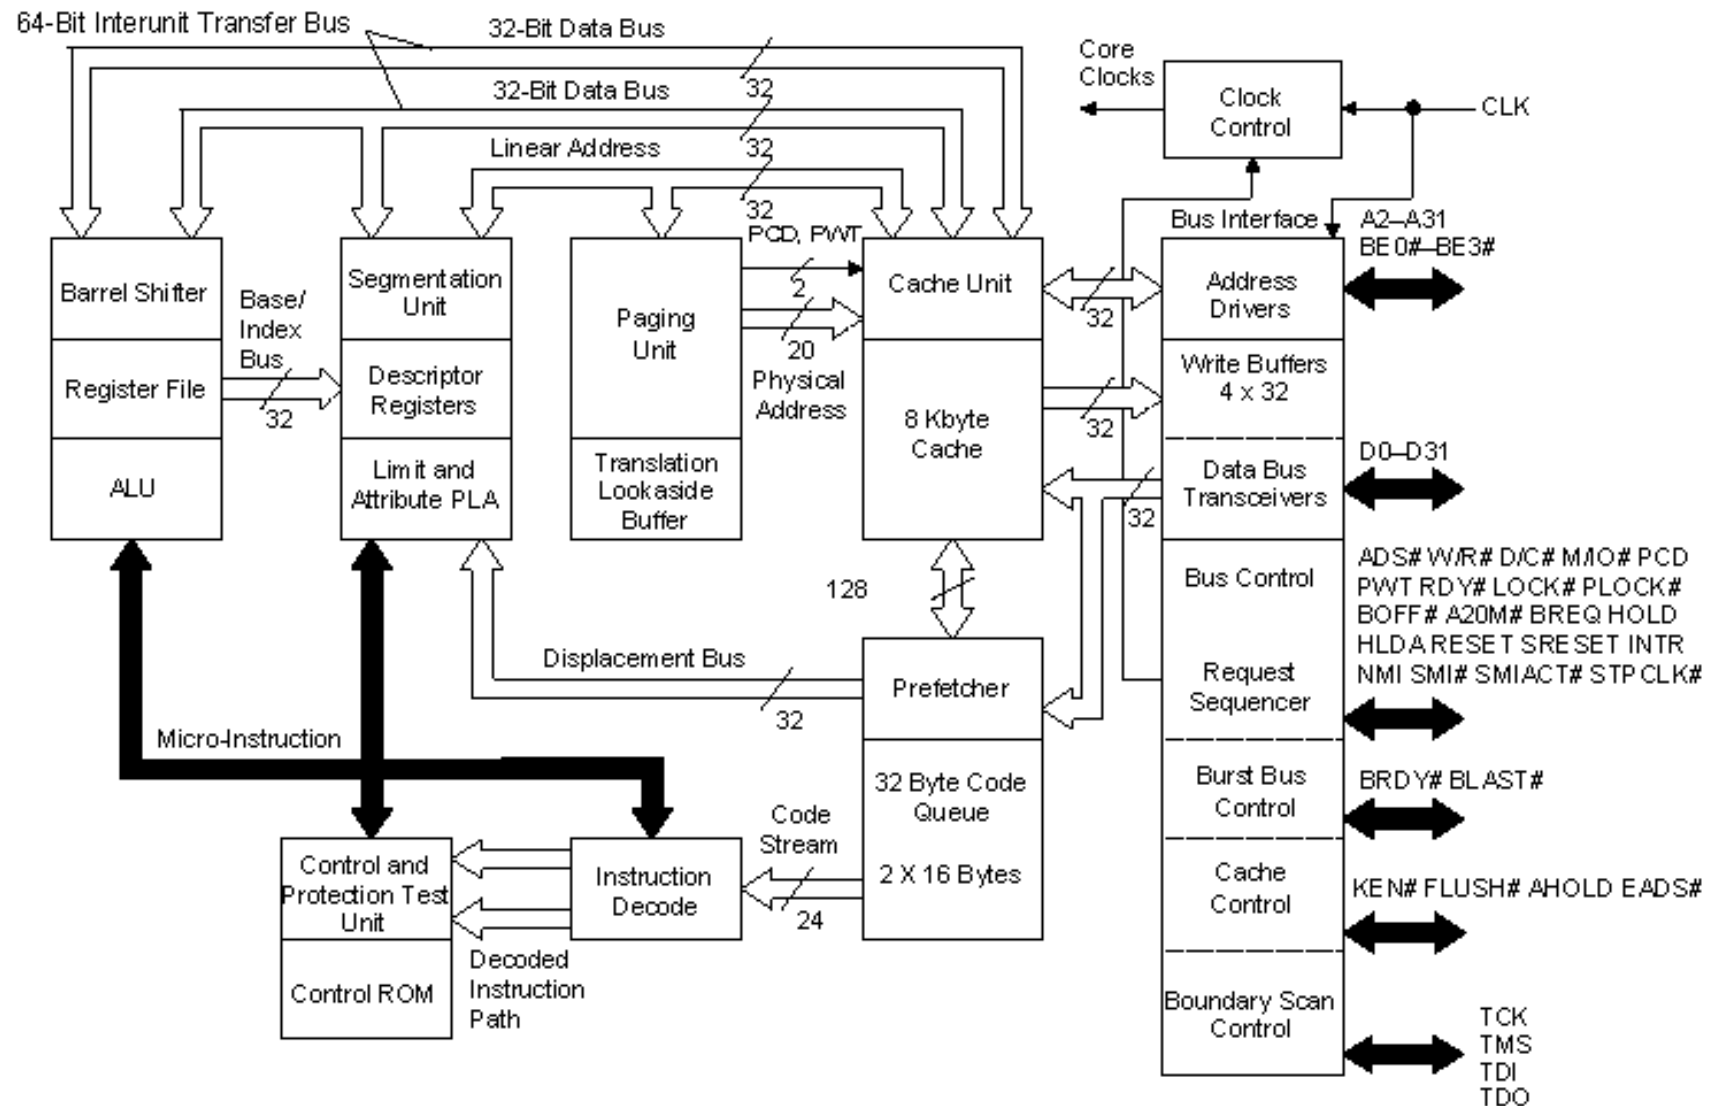 64-Bit Interunit Transfer Bus
32-Bit Data Bus
32
32-Bit Data Bus
32
Linear Address
32
PCD, PWT
2
20
Physical
Address
Core
Clocks
Clock
Control
CLK
Barrel Shifter
Register File
ALU
Base/
Index
Bus
32
Segmentation
Unit
Descriptor
Registers
Limit and
Attribute PLA
Paging
Unit
Translation
Lookaside
Buffer
Cache Unit
8 Kbyte
Cache
32
32
32
128
Bus Interface
Address
Drivers
Write Buffers
4 x 32
Data Bus
Transceivers
Bus Control
Request
Sequencer
Burst Bus
Control
Cache
Control
Boundary Scan
Control
A2–A31
BE0#–BE3#
D0–D31
ADS# W/R# D/C# M/IO# PCD
PWT RDY# LOCK# PLOCK#
BOFF# A20M# BREQ HOLD
HLDA RESET SRESET INTR
NMI SMI# SMIACT# STPCLK#
BRDY# BLAST#
KEN# FLUSH# AHOLD EADS#
TCK
TMS
TDI
TDO
Displacement Bus
32
Prefetcher
32 Byte Code
Queue
2 X 16 Bytes
Micro-Instruction
Code
Stream
24
Instruction
Decode
Control and
Protection Test
Unit
Control ROM
Decoded
Instruction
Path